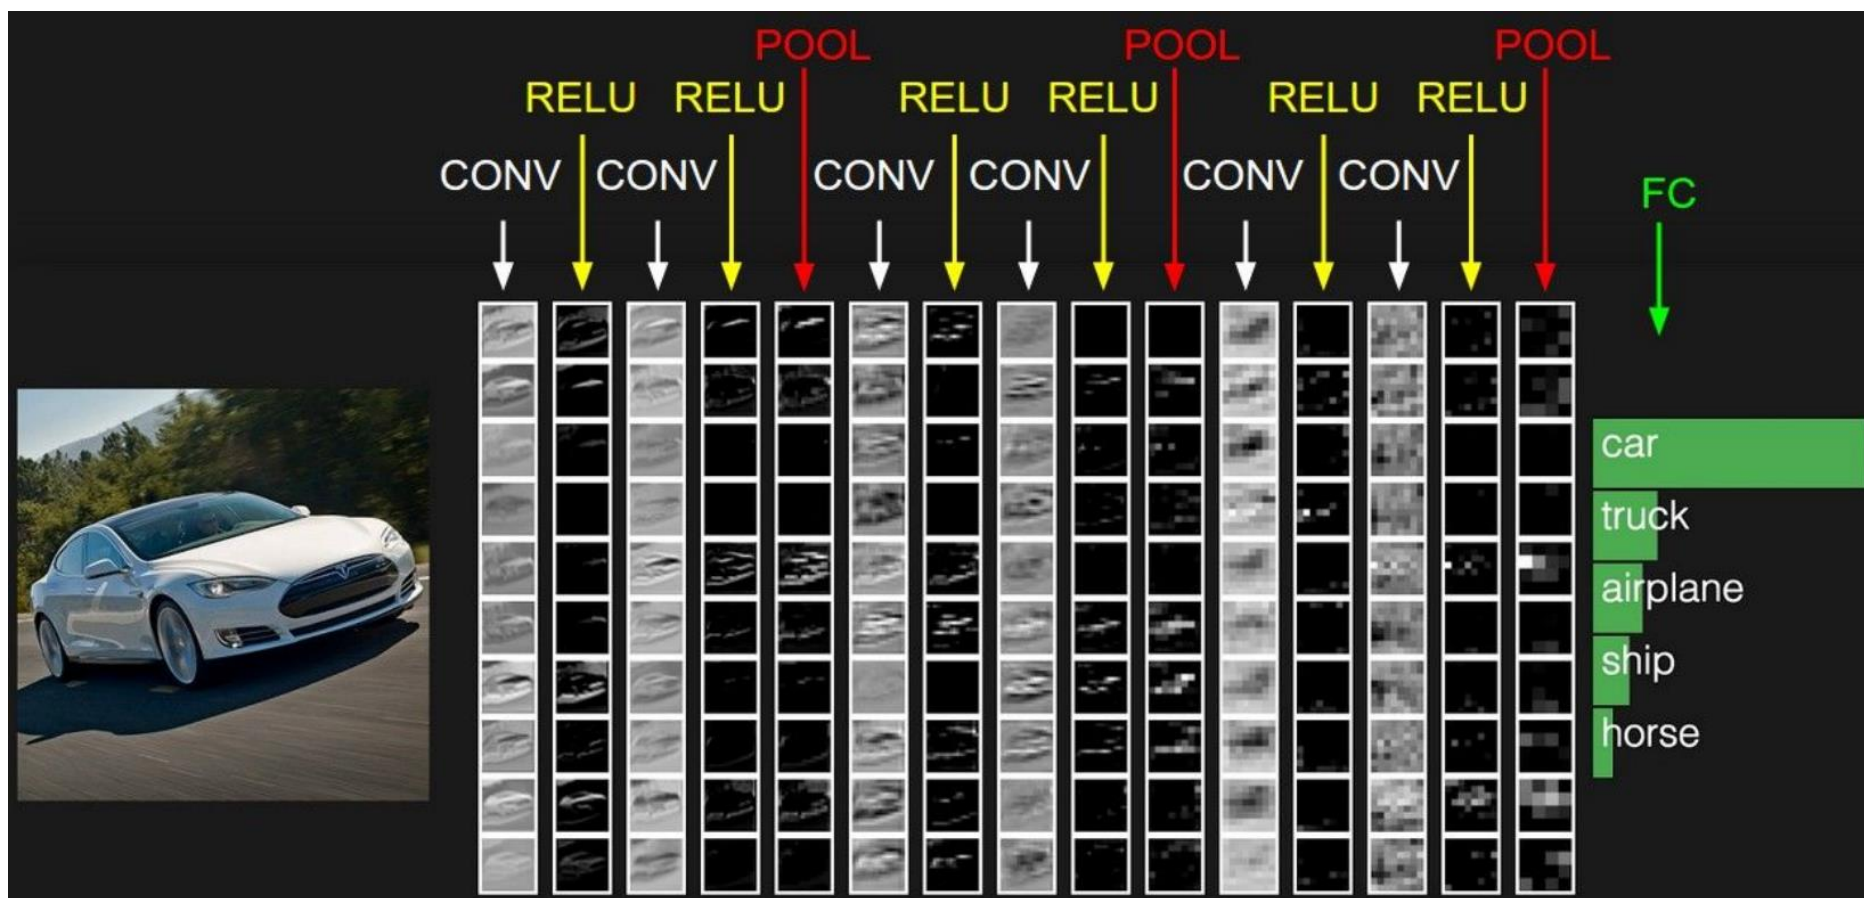 POOL POOL POOL
RELU RELU RELU RELU RELU RELU
CONV CONV CONV CONV CONV CONV
FC
car
truck
airplane
ship
horse